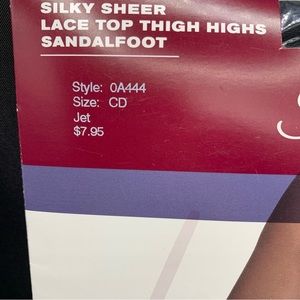 SILKY SHEER
LACE TOP THIGH HIGHS
SANDALFOOT
Style: 0A444
Size: CD
Jet
$7.95